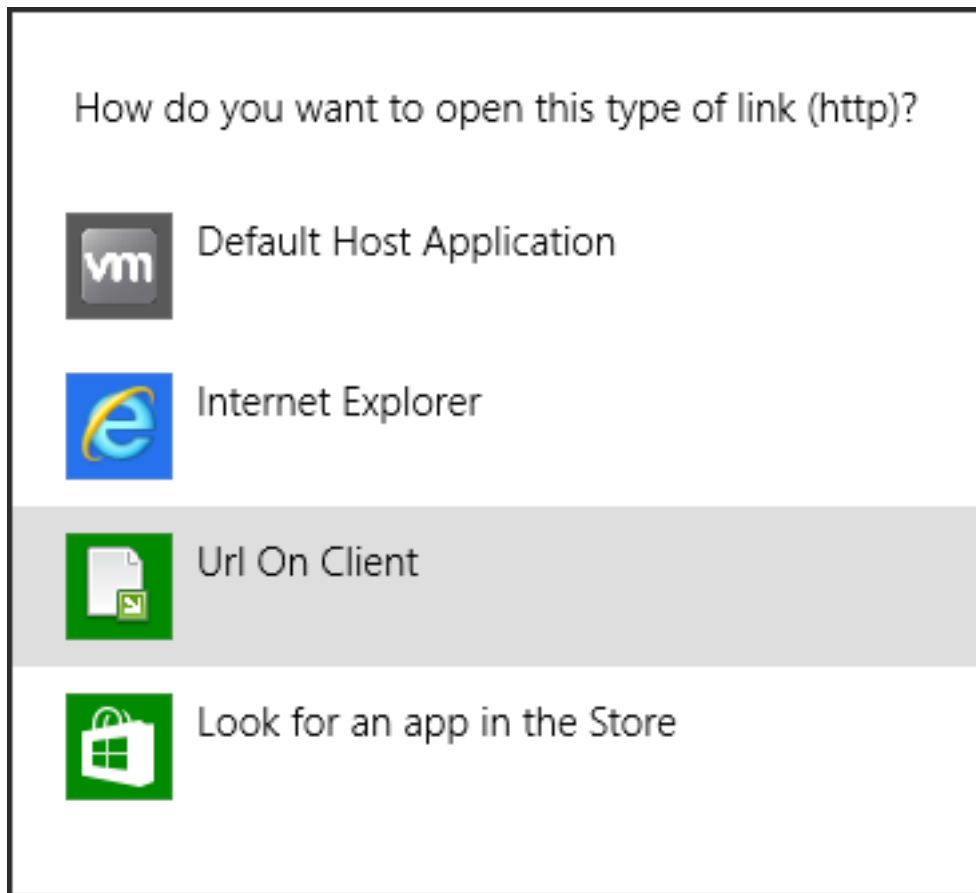 How do you want to open this type of link (http)?
vm
Default Host Application
Internet Explorer
Url On Client
Look for an app in the Store